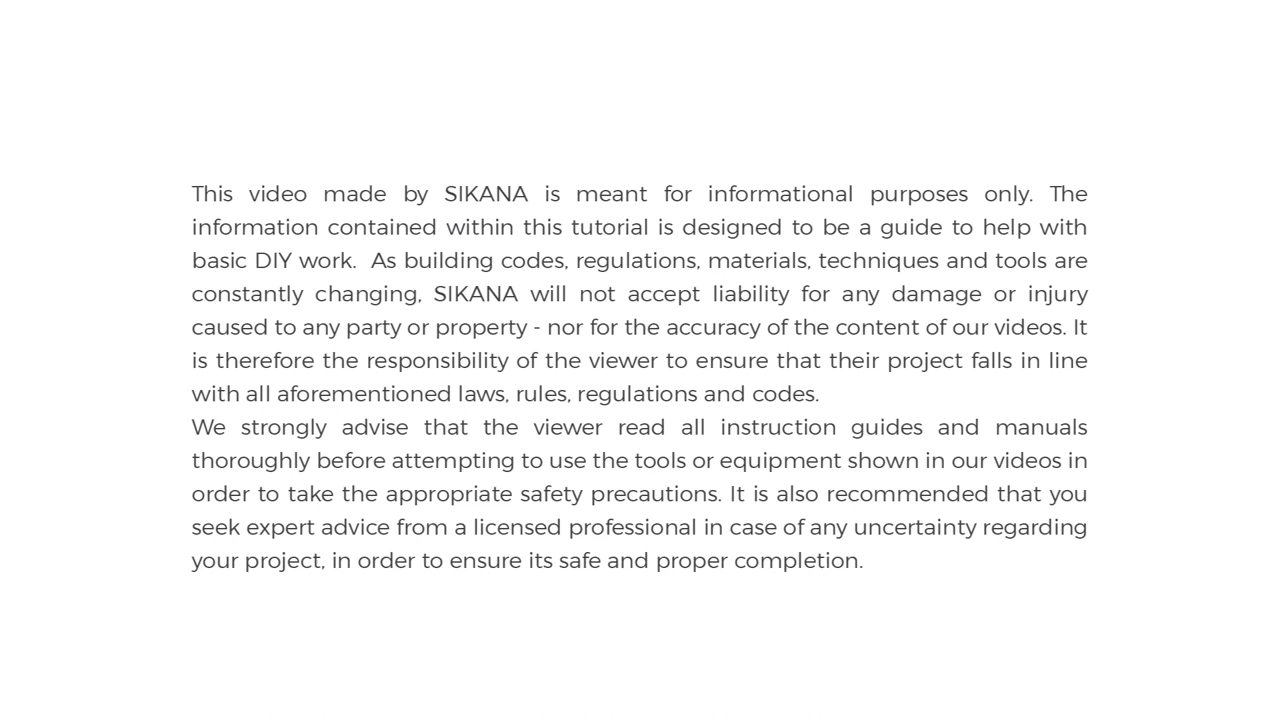 This video made by SIKANA is meant for informational purposes only. The
information contained within this tutorial is designed to be a guide to help with
basic DIY work.  As building codes, regulations, materials, techniques and tools are
constantly changing, SIKANA will not accept liability for any damage or injury
caused to any party or property - nor for the accuracy of the content of our videos. It
is therefore the responsibility of the viewer to ensure that their project falls in line
with all aforementioned laws, rules, regulations and codes.
We strongly advise that the viewer read all instruction guides and manuals
thoroughly before attempting to use the tools or equipment shown in our videos in
order to take the appropriate safety precautions. It is also recommended that you
seek expert advice from a licensed professional in case of any uncertainty regarding
your project, in order to ensure its safe and proper completion.